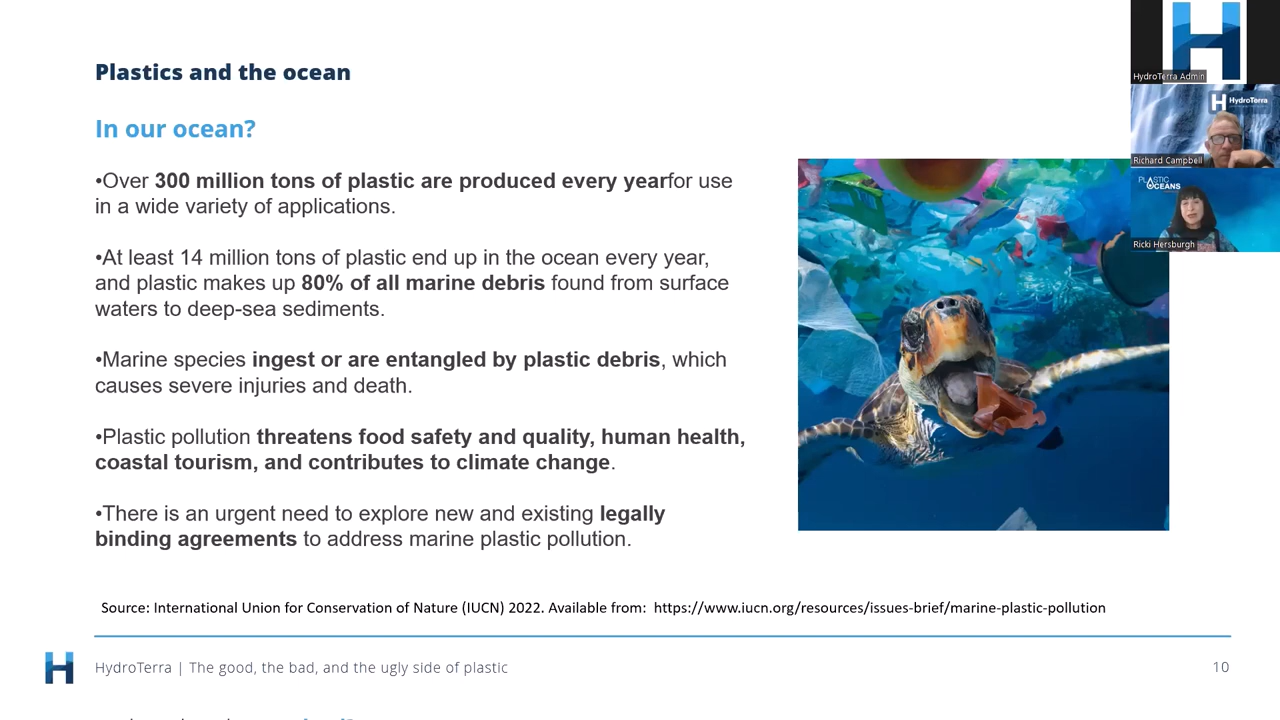 Plastics and the ocean
In our ocean?
•Over 300 million tons of plastic are produced every yearfor use
in a wide variety of applications.
•At least 14 million tons of plastic end up in the ocean every year,
and plastic makes up 80% of all marine debris found from surface
waters to deep-sea sediments.
•Marine species ingest or are entangled by plastic debris, which
causes severe injuries and death.
•Plastic pollution threatens food safety and quality, human health,
coastal tourism, and contributes to climate change.
•There is an urgent need to explore new and existing legally
binding agreements to address marine plastic pollution.
Source: International Union for Conservation of Nature (IUCN) 2022. Available from: https://www.iucn.org/resources/issues-brief/marine-plastic-pollution
HydroTerra | The good, the bad, and the ugly side of plastic
10
HydroTerra Admin
HydroTerra
Richard Campbell
PLASTIC
OCEANS
Ricki Hersburgh